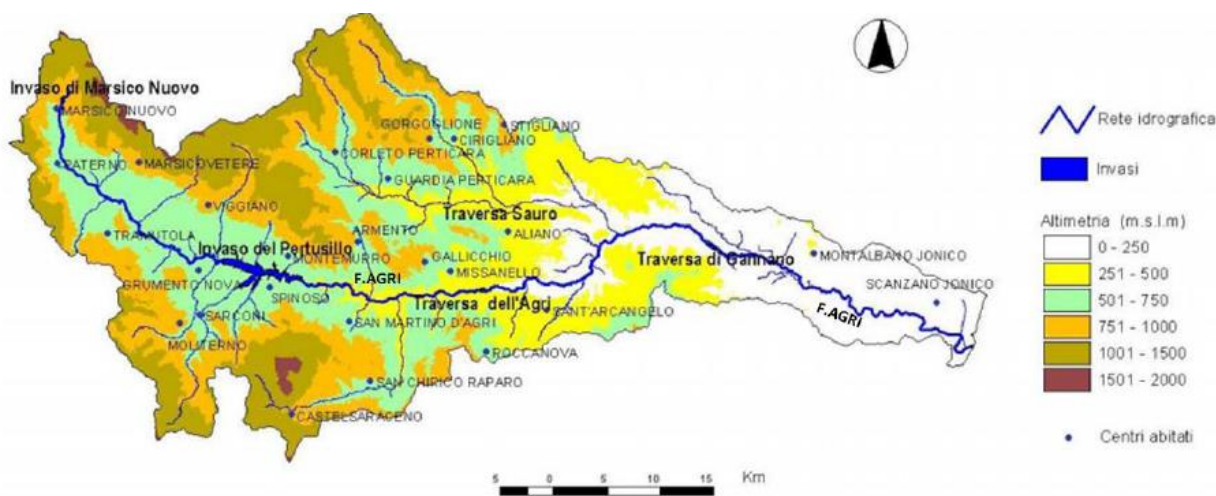 Invaso di Marsico Nuovo
MARSICO NUOVO
GORGOGLIONE
STIGLIANO
CIRIGLIANO
CORLETO PERTICARA
PATERNO
MARSICOVETERE
GUARDIA PERTICARA
VIGGIANO
Traversa Sauro
TRAMUTOLA
ARMENTO
ALIANO
Invaso del Pertusillo
MONTEMURRO
GALLICCHIO
Traversa di Gannano
MONTALBANO JONICO
MISSANELLO
GRUMENTO NOVA
F.AGRI
SPINOSO
SCANZANO JONICO
Traversa dell'Agri
SANT'ARCANGELO
F.AGRI
SARCONI
SAN MARTINO D'AGRI
MOLITERNO
ROCCANOVA
SAN CHIRICO RAPARO
CASTELSARACENO
Rete idrografica
Invasi
Altimetria (m.s.l.m)
0 - 250
251 - 500
501 - 750
751 - 1000
1001 - 1500
1501 - 2000
Centri abitati
5 0 5 10 15 Km